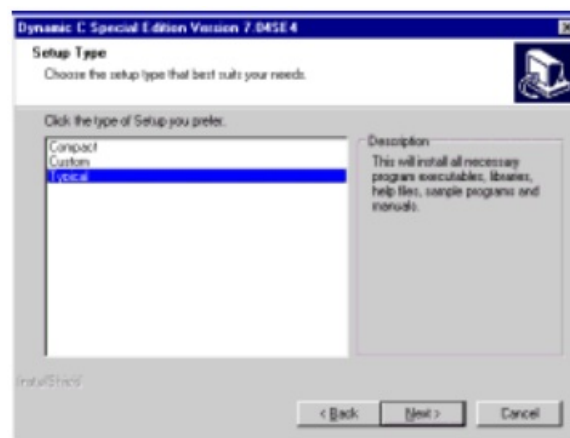 Dynamic C Special Edition Version 7.04SE4
Setup Type
Choose the setup type that best suits your needs.
Click the type of Setup you prefer.
Compact
Custom
Typical
Description
This will install all necessary
program executables, libraries,
help files, sample programs and
manuals.
InstallShield
< Back
Next >
Cancel